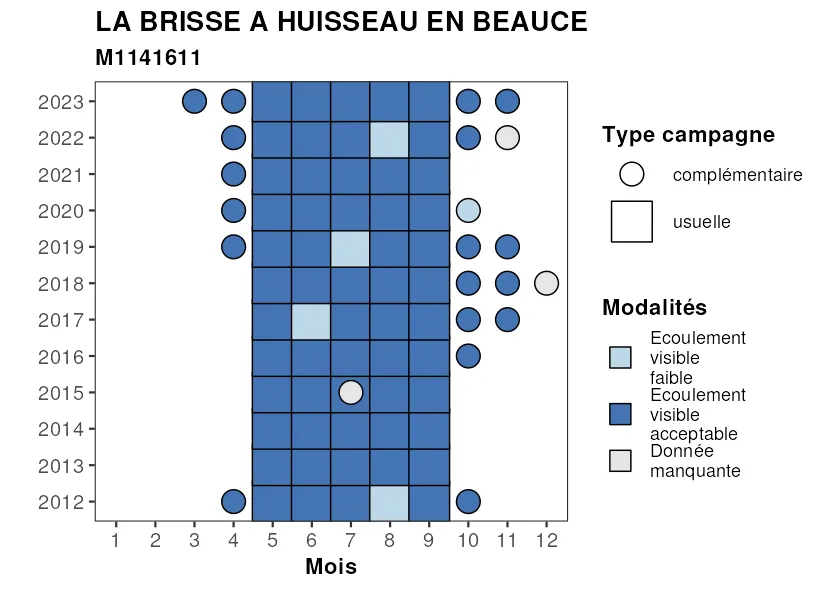 LA BRISSE A HUISSEAU EN BEAUCE
M1141611
2023
2022
2021
2020
2019
2018
2017
2016
2015
2014
2013
2012
1 2 3 4 5 6 7 8 9 10 11 12
Mois
Type campagne
complémentaire
usuelle
Modalités
Ecoulement
visible
faible
Ecoulement
visible
acceptable
Donnée
manquante